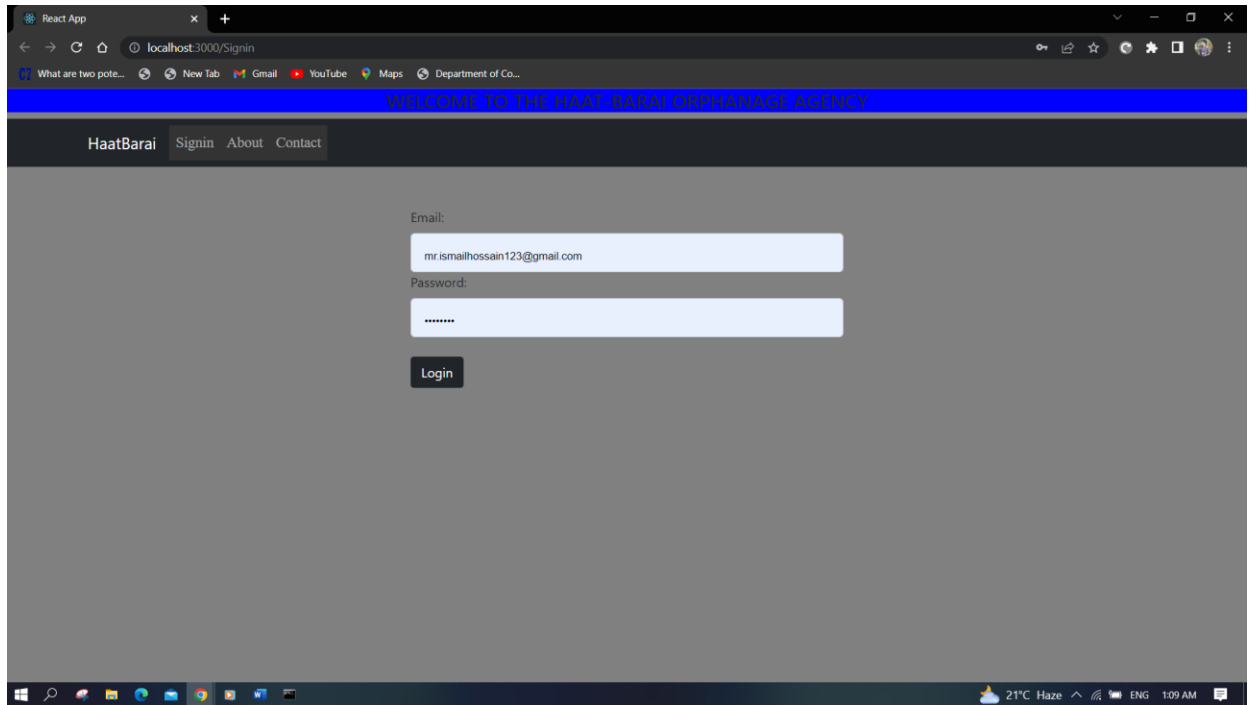 React App
localhost:3000/Signin
What are two pote... New Tab Gmail YouTube Maps Department of Co...
WELCOME TO THE HAAT-BARAI ORPHANAGE AGENCY
HaatBarai Signin About Contact
Email:
mr.ismailhossain123@gmail.com
Password:
••••••••
Login
21°C Haze ENG 1:09 AM